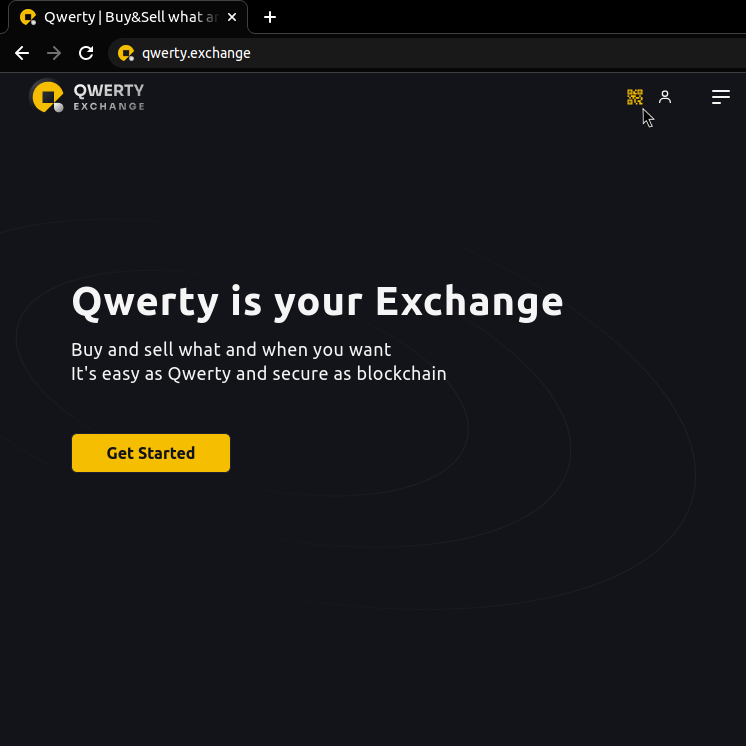 Qwerty | Buy&Sell what ar
qwerty.exchange
QWERTY
EXCHANGE
Qwerty is your Exchange
Buy and sell what and when you want
It's easy as Qwerty and secure as blockchain
Get Started